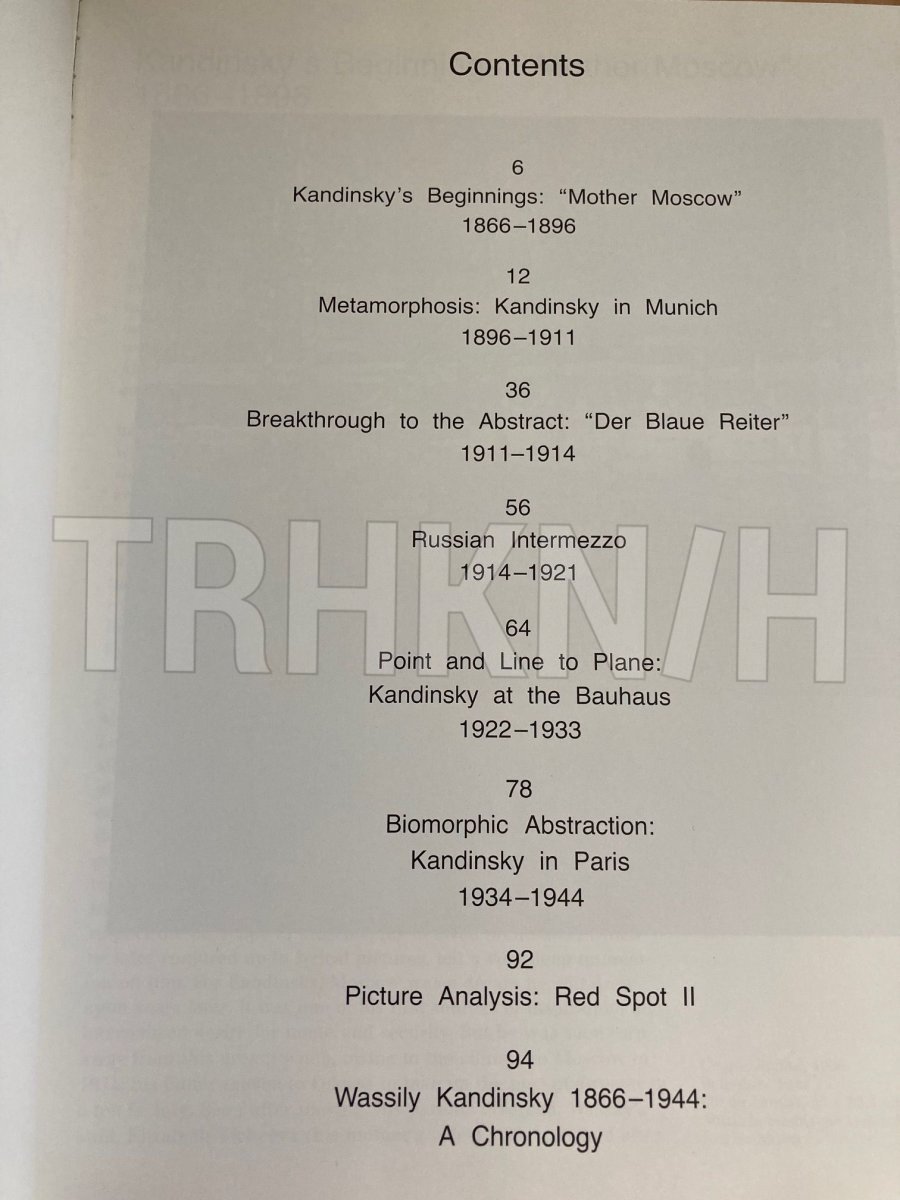 Contents
6
Kandinsky's Beginnings: “Mother Moscow”
1866–1896
12
Metamorphosis: Kandinsky in Munich
1896–1911
36
Breakthrough to the Abstract: “Der Blaue Reiter”
1911–1914
56
Russian Intermezzo
1914–1921
TRHKN/H
64
Point and Line to Plane:
Kandinsky at the Bauhaus
1922–1933
78
Biomorphic Abstraction:
Kandinsky in Paris
1934–1944
92
Picture Analysis: Red Spot II
94
Wassily Kandinsky 1866–1944:
A Chronology